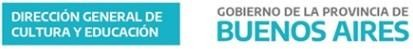 DIRECCIÓN GENERAL DE
CULTURA Y EDUCACIÓN
GOBIERNO DE LA PROVINCIA DE
BUENOS AIRES